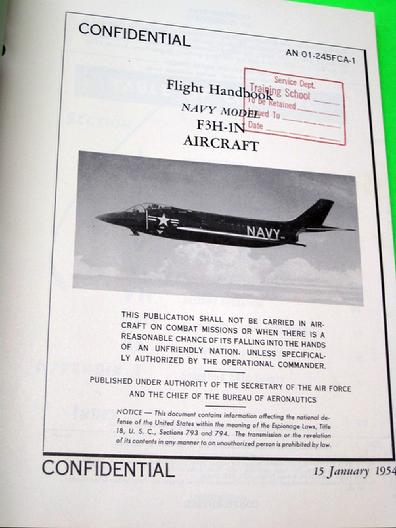 CONFIDENTIAL
AN 01-245FCA-1
Service Dept.
Training School
To be Retained
Issued To
Date
Flight Handbook
NAVY MODEL
F3H-1N
AIRCRAFT
NAVY
THIS PUBLICATION SHALL NOT BE CARRIED IN AIR-
CRAFT ON COMBAT MISSIONS OR WHEN THERE IS A
REASONABLE CHANCE OF ITS FALLING INTO THE HANDS
OF AN UNFRIENDLY NATION, UNLESS SPECIFICAL-
LY AUTHORIZED BY THE OPERATIONAL COMMANDER.
PUBLISHED UNDER AUTHORITY OF THE SECRETARY OF THE AIR FORCE
AND THE CHIEF OF THE BUREAU OF AERONAUTICS
NOTICE — This document contains information affecting the national de-
fense of the United States within the meaning of the Espionage Laws, Title
18, U. S. C., Sections 793 and 794. The transmission or the revelation
of its contents in any manner to an unauthorized person is prohibited by law.
CONFIDENTIAL
15 January 1954